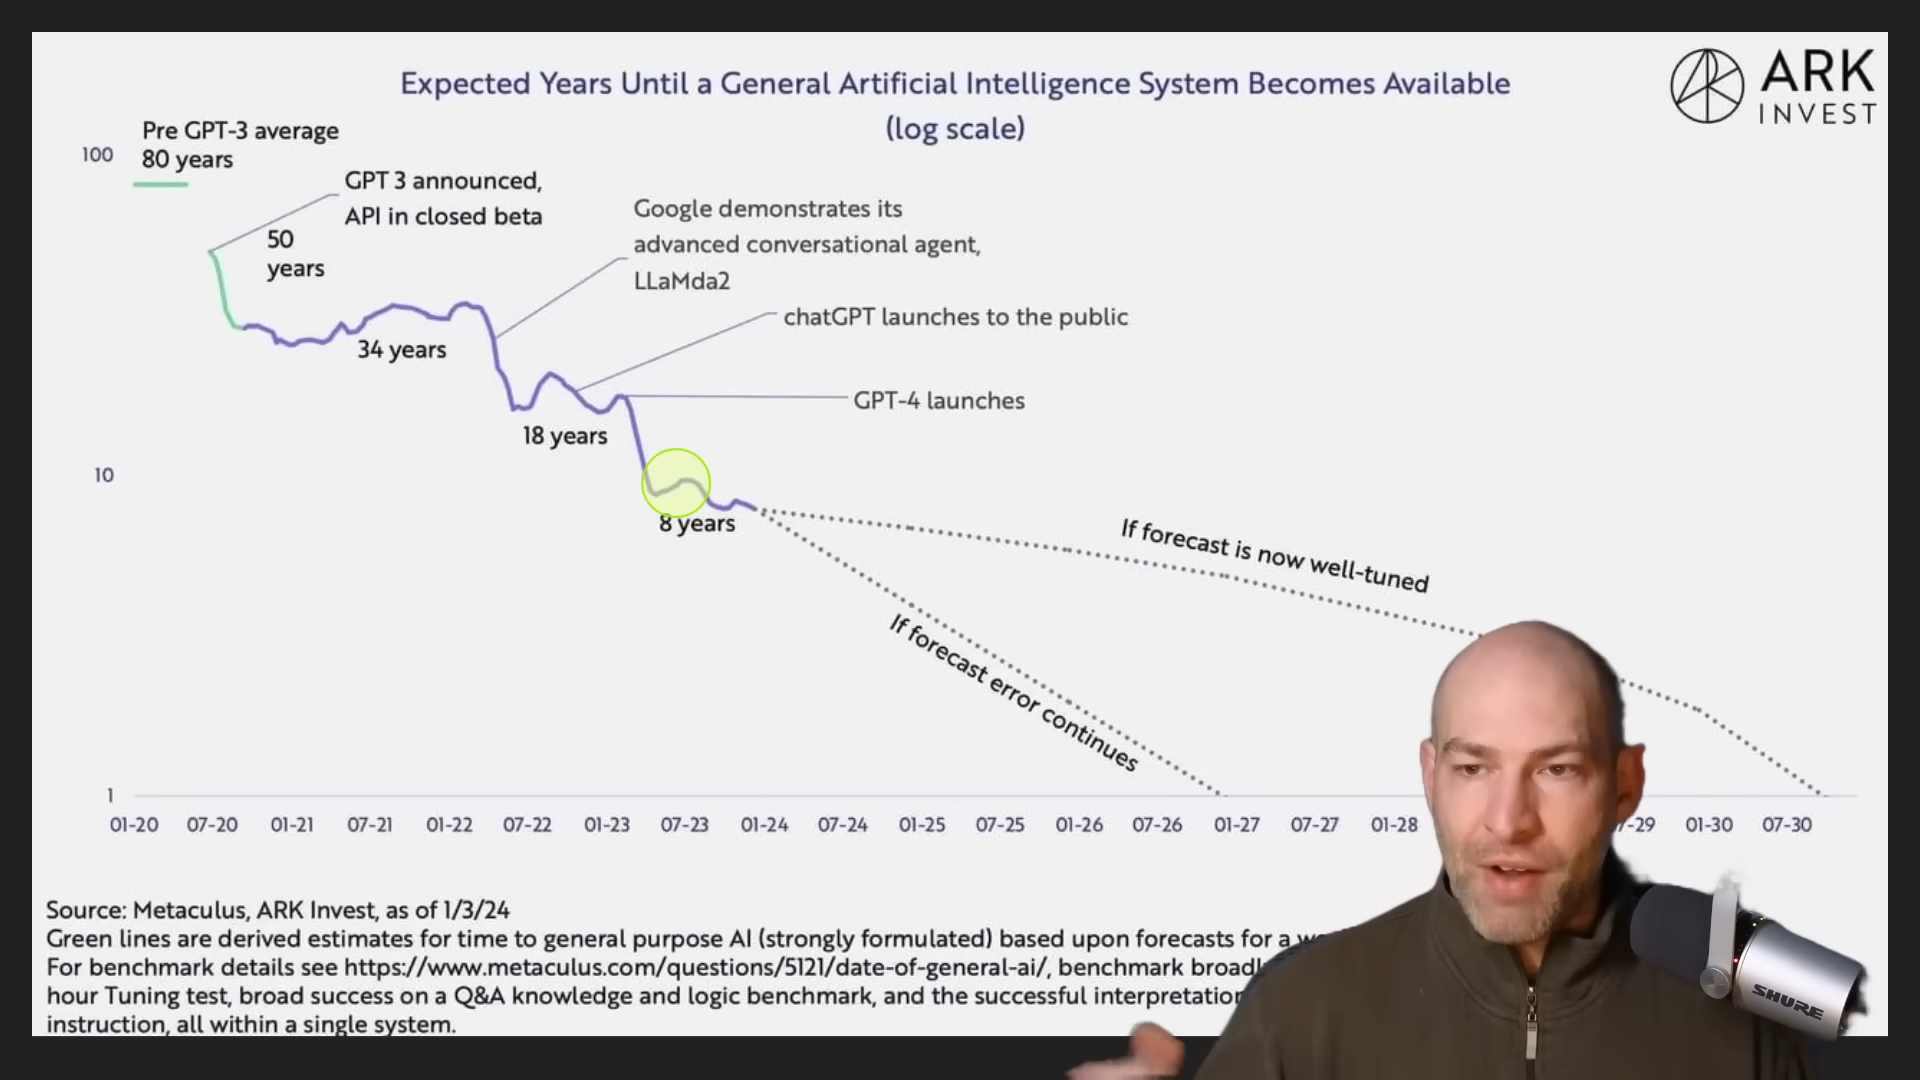 Expected Years Until a General Artificial Intelligence System Becomes Available
(log scale)
ARK
INVEST
Pre GPT-3 average
80 years
100
GPT 3 announced,
API in closed beta
50
years
Google demonstrates its
advanced conversational agent,
LLaMda2
chatGPT launches to the public
34 years
GPT-4 launches
18 years
10
8 years
If forecast is now well-tuned
If forecast error continues
1
01-20 07-20 01-21 07-21 01-22 07-22 01-23 07-23 01-24 07-24 01-25 07-25 01-26 07-26 01-27 07-27 01-28 7-29 01-30 07-30
Source: Metaculus, ARK Invest, as of 1/3/24
Green lines are derived estimates for time to general purpose AI (strongly formulated) based upon forecasts for a
For benchmark details see https://www.metaculus.com/questions/5121/date-of-general-ai/, benchmark broadl
hour Tuning test, broad success on a Q&A knowledge and logic benchmark, and the successful interpretation
instruction, all within a single system.
SHURE